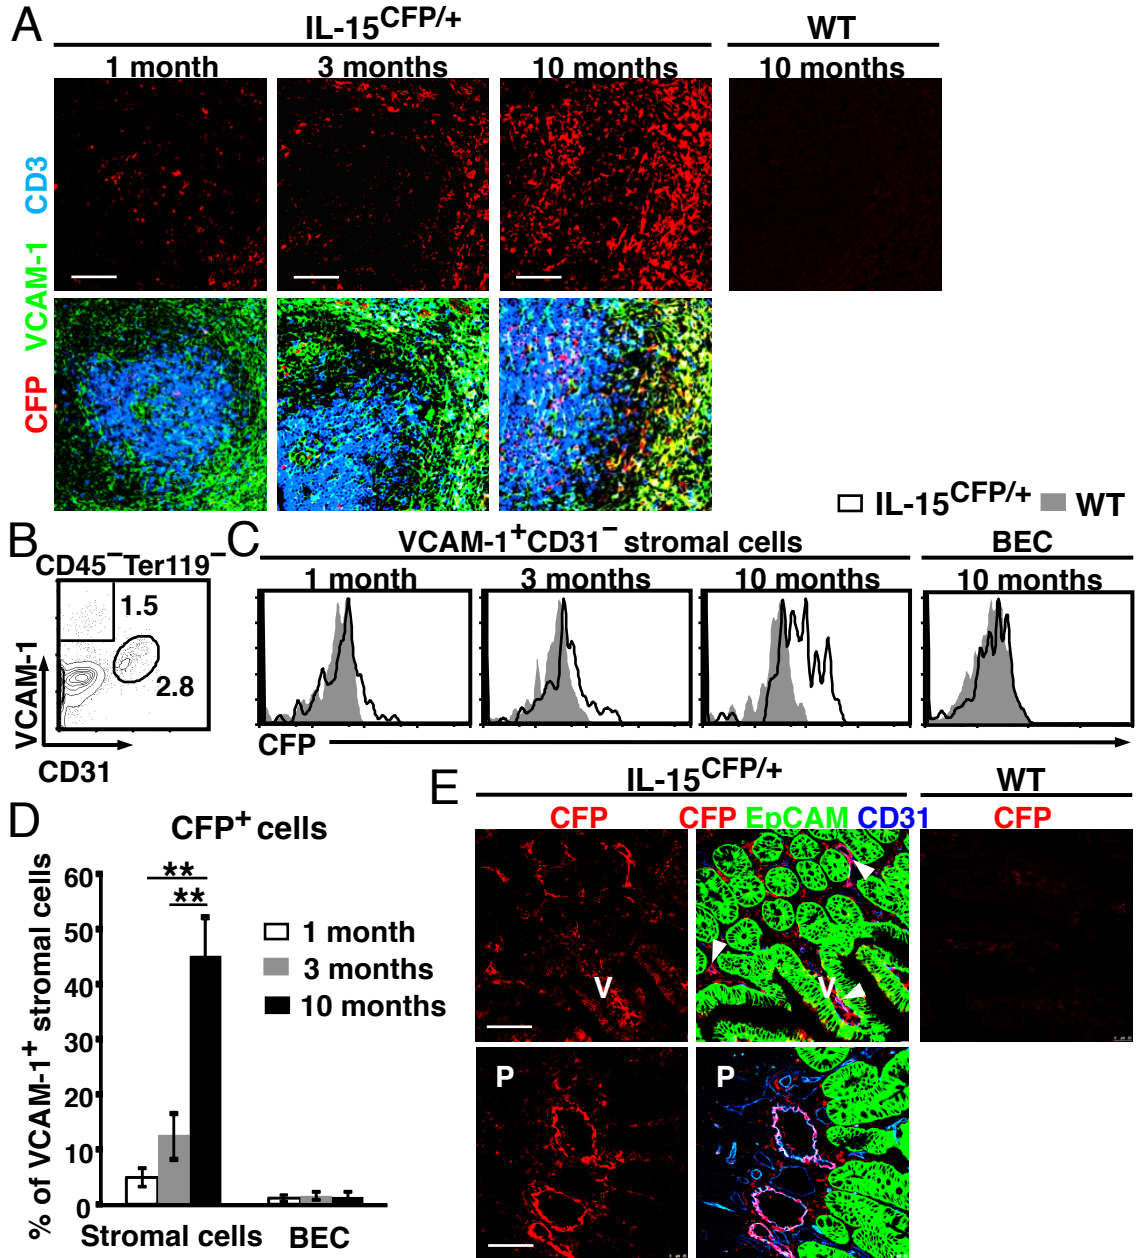 A
IL-15CFP/+
WT
1 month
3 months
10 months
10 months
CFP VCAM-1 CD3
IL-15CFP/+
WT
B
CD45−Ter119−
1.5
2.8
VCAM-1
CD31
C
VCAM-1+CD31− stromal cells
BEC
1 month
3 months
10 months
10 months
CFP
D
CFP+ cells
% of VCAM-1+ stromal cells
60
50
40
30
20
10
0
**
**
1 month
3 months
10 months
Stromal cells
BEC
E
IL-15CFP/+
WT
CFP
CFP EpCAM CD31
CFP
V
V
P
P